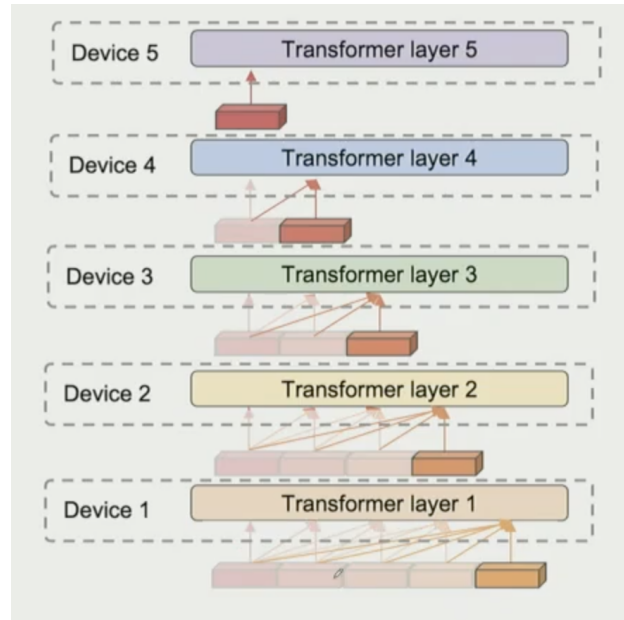 Device 5 Transformer layer 5
Device 4 Transformer layer 4
Device 3 Transformer layer 3
Device 2 Transformer layer 2
Device 1 Transformer layer 1